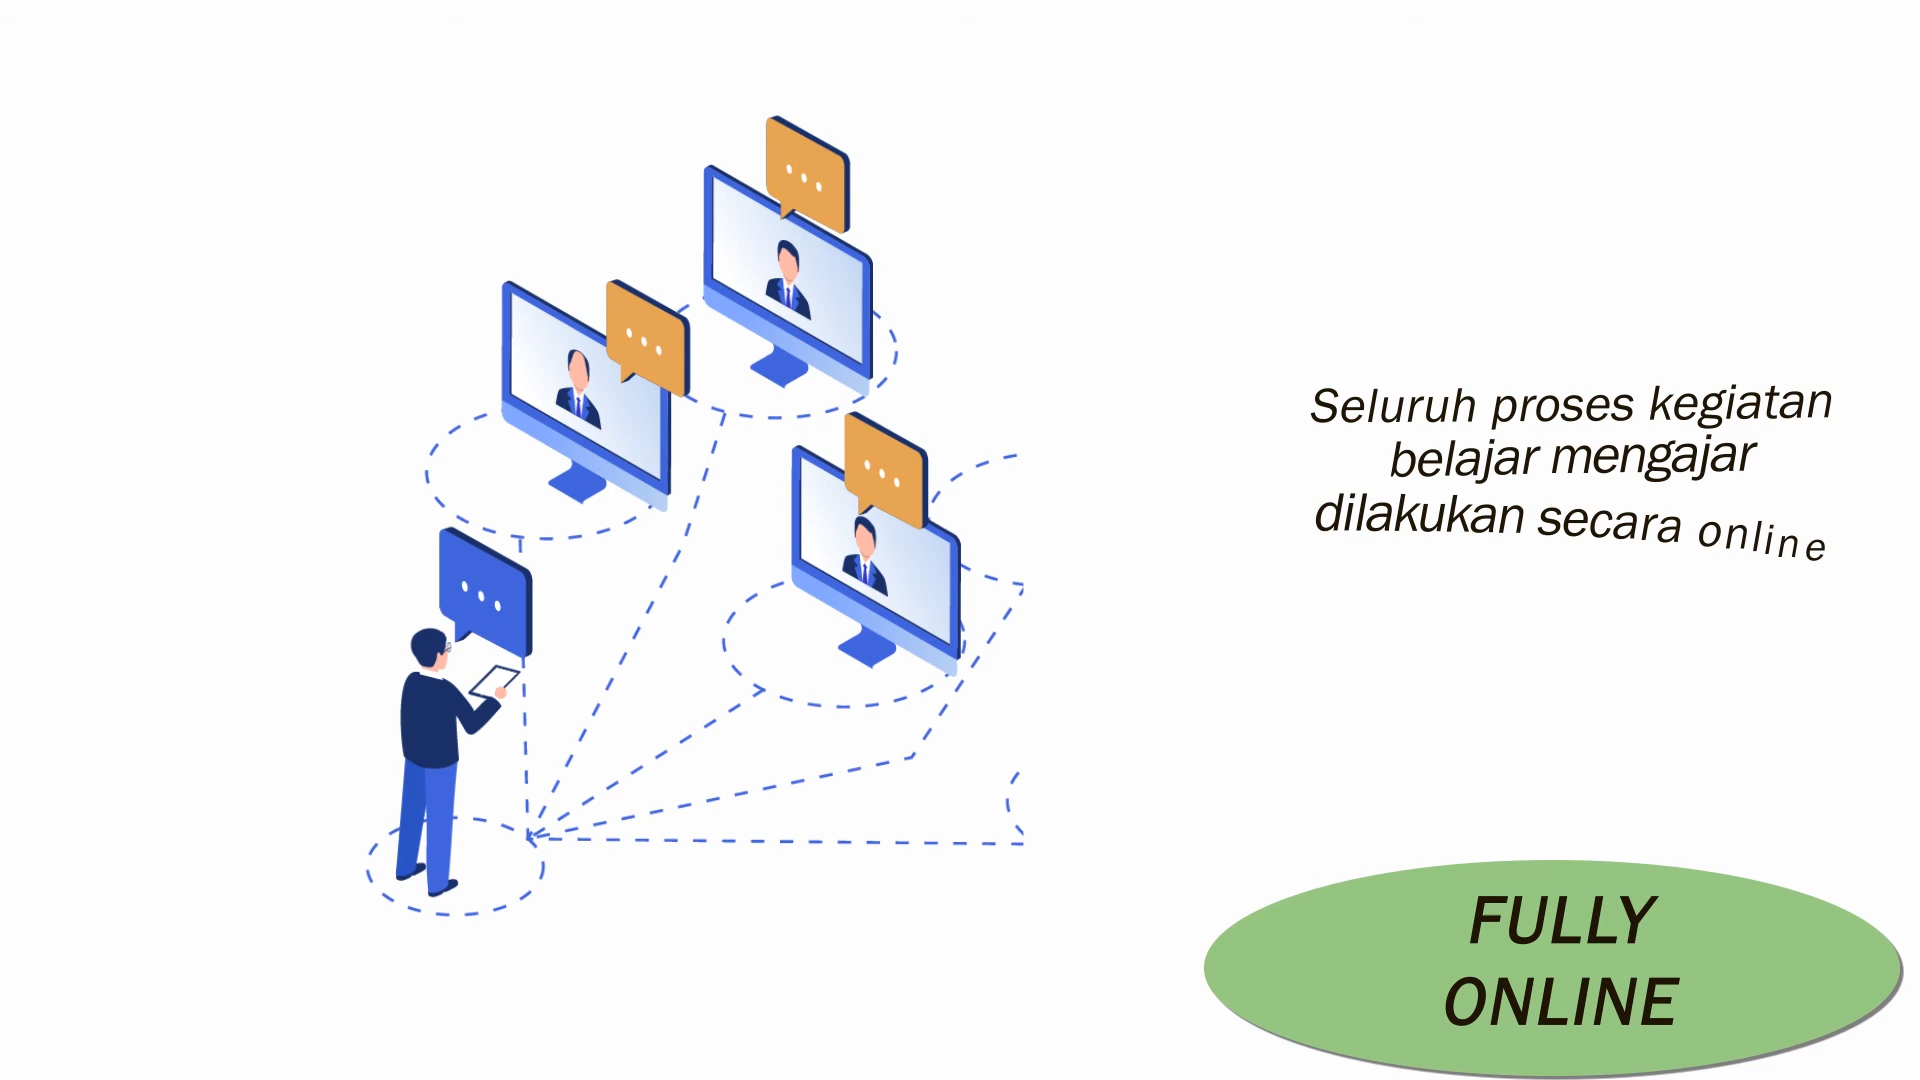 Seluruh proses kegiatan
belajar mengajar
dilakukan secara online
FULLY
ONLINE